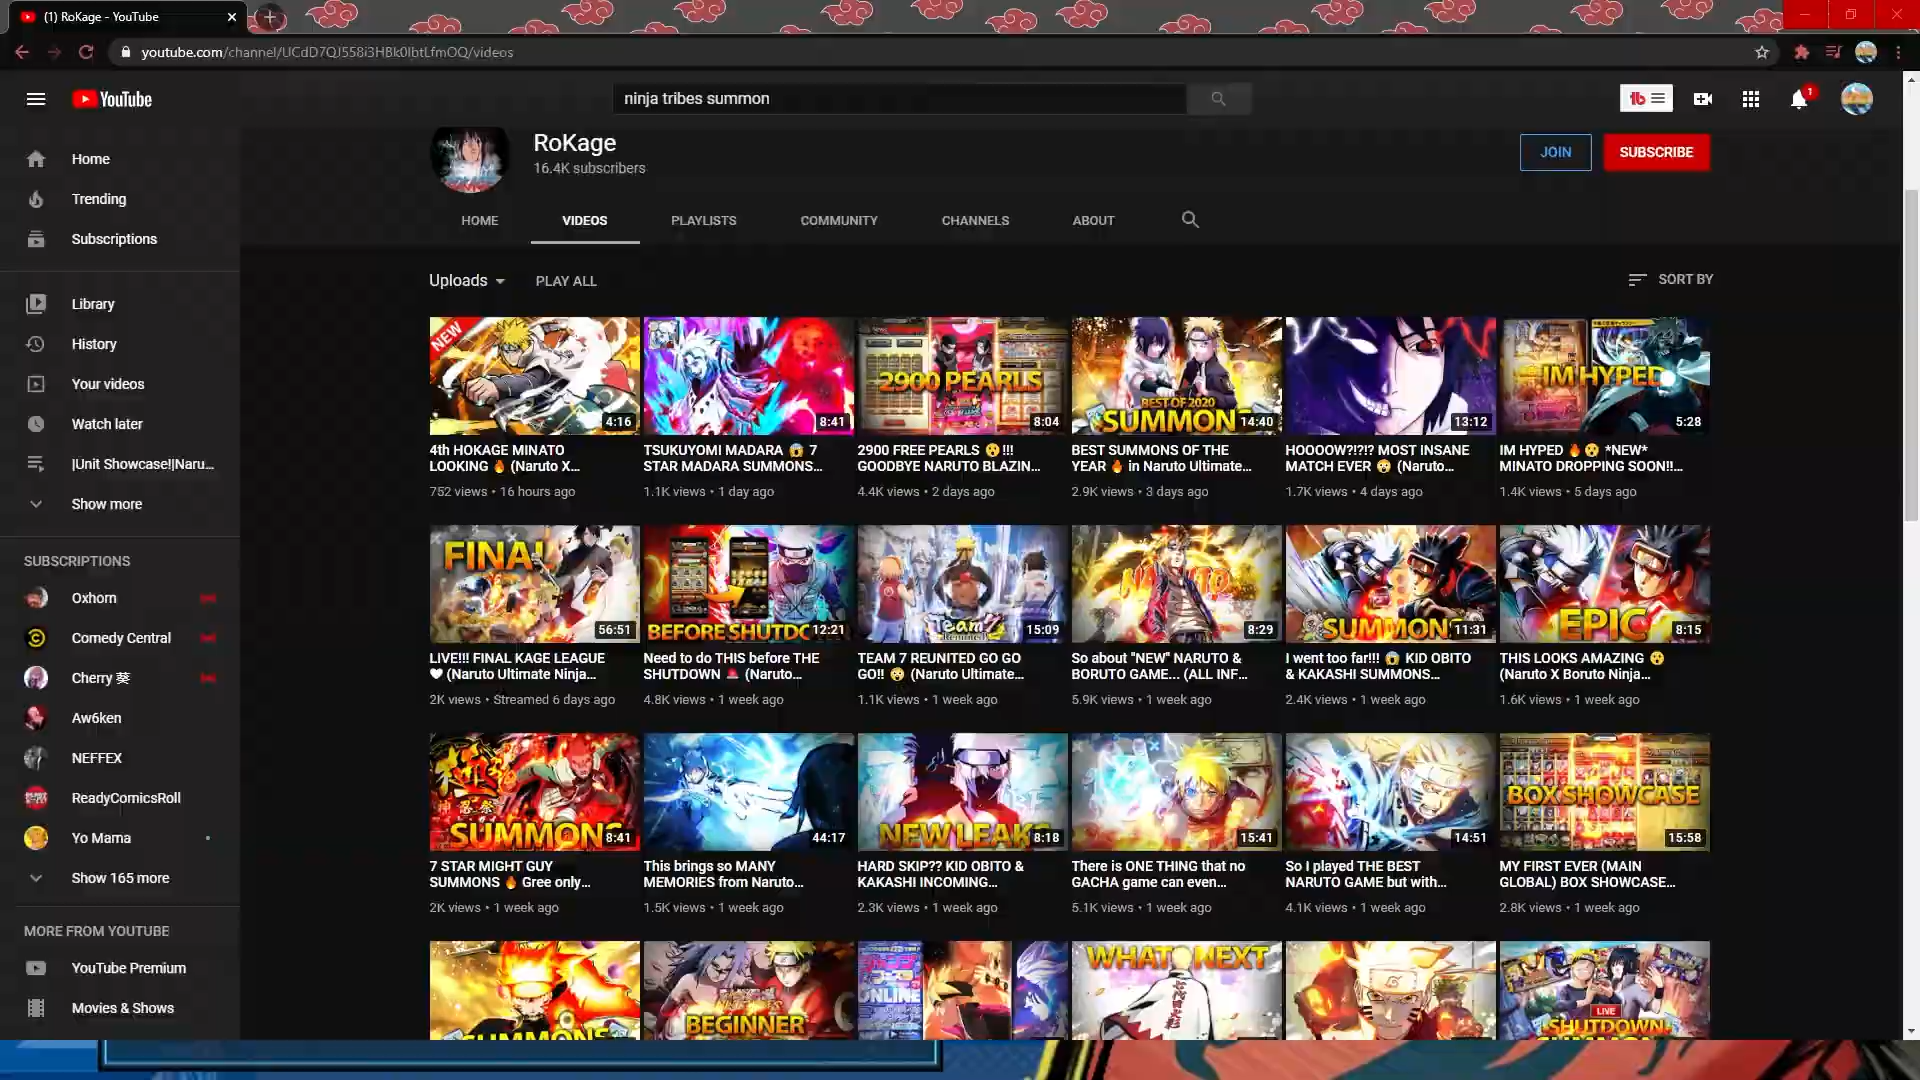 (1) RoKage - YouTube
youtube.com/channel/UCdD7QJ558i3HBk0IbtLfmOQ/videos
YouTube
ninja tribes summon
1
Home
Trending
Subscriptions
Library
History
Your videos
Watch later
|Unit Showcase!|Naru...
Show more
SUBSCRIPTIONS
Oxhorn
Comedy Central
Cherry 葵
Aw6ken
NEFFEX
ReadyComicsRoll
Yo Mama
Show 165 more
MORE FROM YOUTUBE
YouTube Premium
Movies & Shows
RoKage
16.4K subscribers
JOIN
SUBSCRIBE
HOME VIDEOS PLAYLISTS COMMUNITY CHANNELS ABOUT
Uploads PLAY ALL SORT BY
NEW
4:16
4th HOKAGE MINATO
LOOKING 🔥 (Naruto X...
752 views • 16 hours ago
8:41
TSUKUYOMI MADARA 😱 7
STAR MADARA SUMMONS...
1.1K views • 1 day ago
2900 PEARLS
8:04
2900 FREE PEARLS 😮 !!!
GOODBYE NARUTO BLAZIN...
4.4K views • 2 days ago
BEST OF 2020
SUMMON
14:40
BEST SUMMONS OF THE
YEAR 🔥 in Naruto Ultimate...
2.9K views • 3 days ago
13:12
HOOOOW?!?!? MOST INSANE
MATCH EVER 😲 (Naruto...
1.7K views • 4 days ago
IM HYPED
5:28
IM HYPED 🔥😮 *NEW*
MINATO DROPPING SOON!!...
1.4K views • 5 days ago
FINAL
56:51
LIVE!!! FINAL KAGE LEAGUE
🤍 (Naruto Ultimate Ninja...
2K views • Streamed 6 days ago
BEFORE SHUTDO
12:21
Need to do THIS before THE
SHUTDOWN 🚨 (Naruto...
4.8K views • 1 week ago
Team 7
Reunited
15:09
TEAM 7 REUNITED GO GO
GO!! 😲 (Naruto Ultimate...
1.1K views • 1 week ago
NARUTO
8:29
So about "NEW" NARUTO &
BORUTO GAME... (ALL INF...
5.9K views • 1 week ago
SUMMON
11:31
I went too far!!! 😱 KID OBITO
& KAKASHI SUMMONS...
2.4K views • 1 week ago
EPIC
8:15
THIS LOOKS AMAZING 😮
(Naruto X Boruto Ninja...
1.6K views • 1 week ago
SUMMONS
8:41
7 STAR MIGHT GUY
SUMMONS 🔥 Gree only...
2K views • 1 week ago
44:17
This brings so MANY
MEMORIES from Naruto...
1.5K views • 1 week ago
NEW LEAK
8:18
HARD SKIP?? KID OBITO &
KAKASHI INCOMING...
2.3K views • 1 week ago
15:41
There is ONE THING that no
GACHA game can even...
5.1K views • 1 week ago
14:51
So I played THE BEST
NARUTO GAME but with...
4.1K views • 1 week ago
BOX SHOWCASE
15:58
MY FIRST EVER (MAIN
GLOBAL) BOX SHOWCASE...
2.8K views • 1 week ago
SUMMONS
BEGINNER
ONLINE
WHATS NEXT
LIVE
SHUTDOWN
SUMMONS